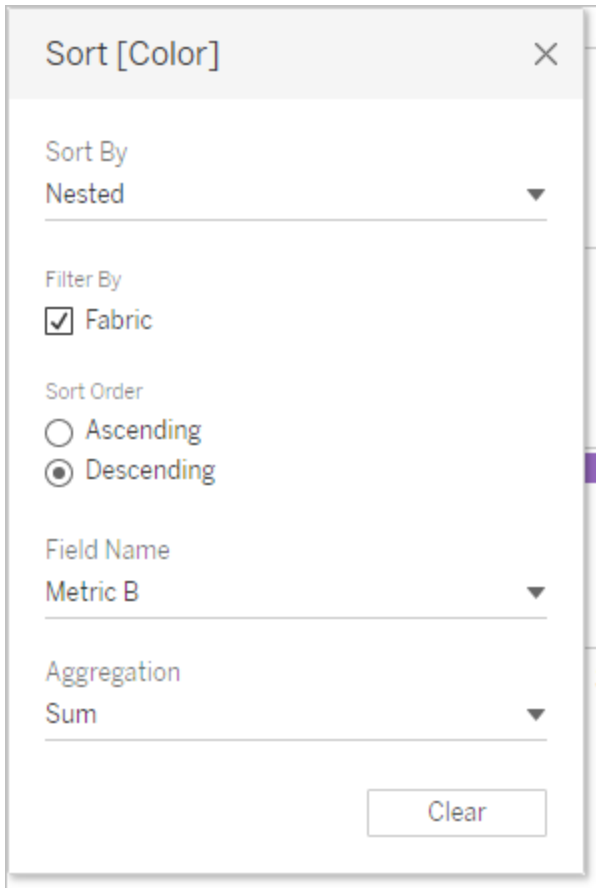 Sort [Color]
Sort By
Nested
Filter By
Fabric
Sort Order
Ascending
Descending
Field Name
Metric B
Aggregation
Sum
Clear